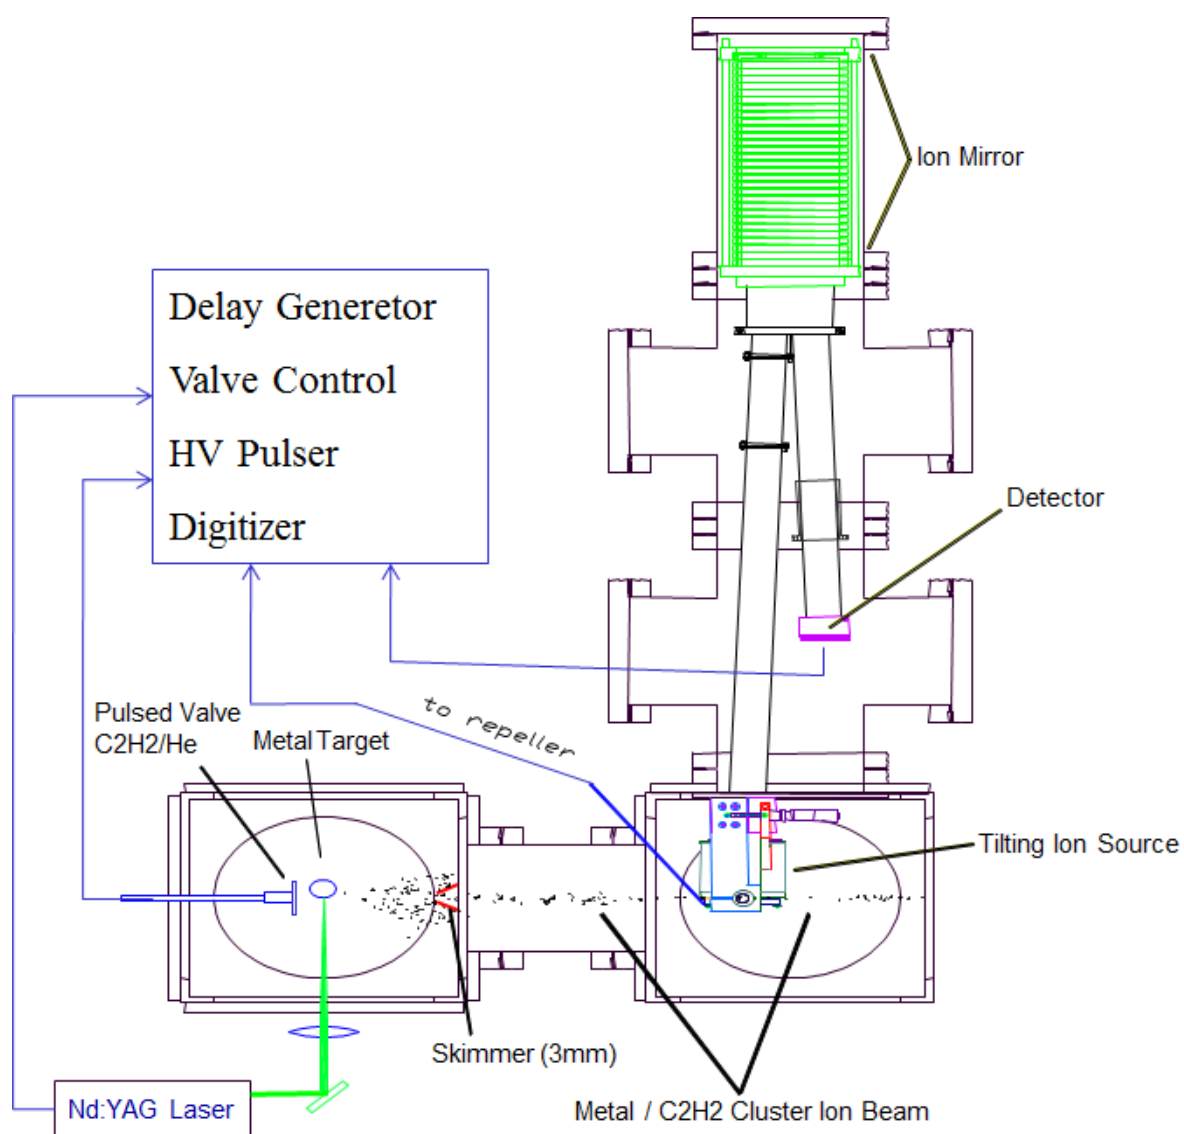 Ion Mirror
Delay Generetor
Valve Control
HV Pulser
Digitizer
Detector
to repeller
Pulsed Valve
C2H2/He
Metal Target
Tilting Ion Source
Skimmer (3mm)
Nd:YAG Laser
Metal / C2H2 Cluster Ion Beam